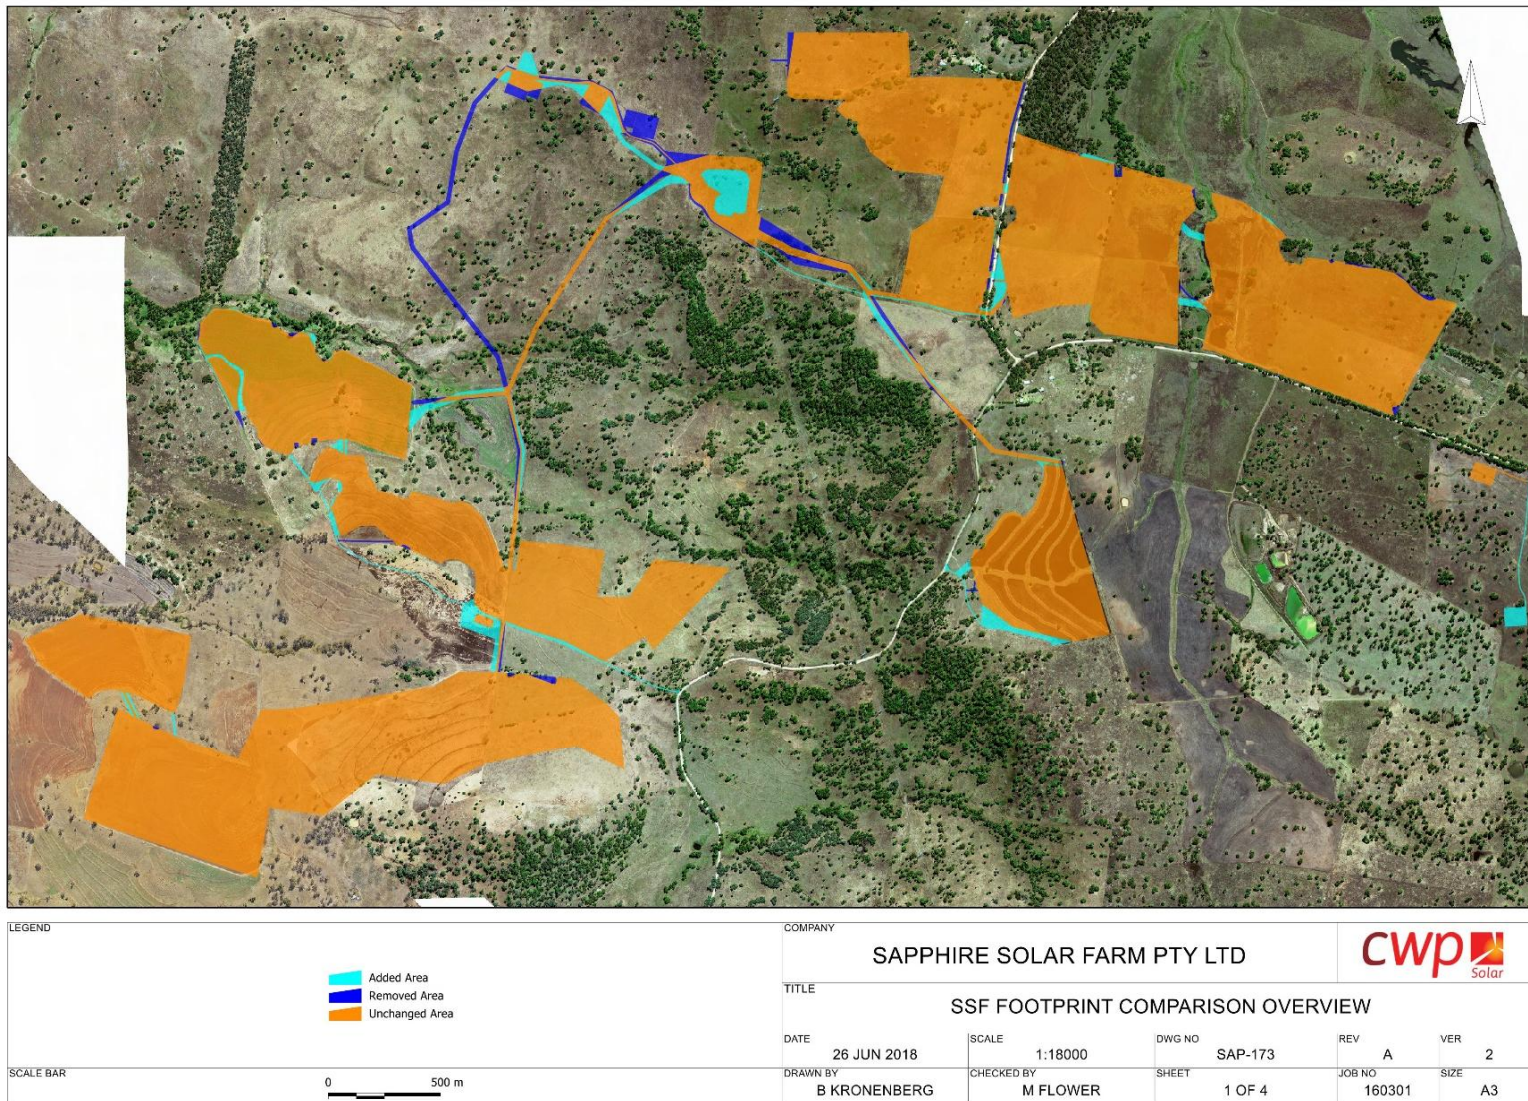 LEGEND
Added Area
Removed Area
Unchanged Area
SCALE BAR
0 500 m
COMPANY
SAPPHIRE SOLAR FARM PTY LTD
cwp
Solar
TITLE
SSF FOOTPRINT COMPARISON OVERVIEW
DATE SCALE DWG NO REV VER
26 JUN 2018 1:18000 SAP-173 A 2
DRAWN BY CHECKED BY SHEET JOB NO SIZE
B KRONENBERG M FLOWER 1 OF 4 160301 A3